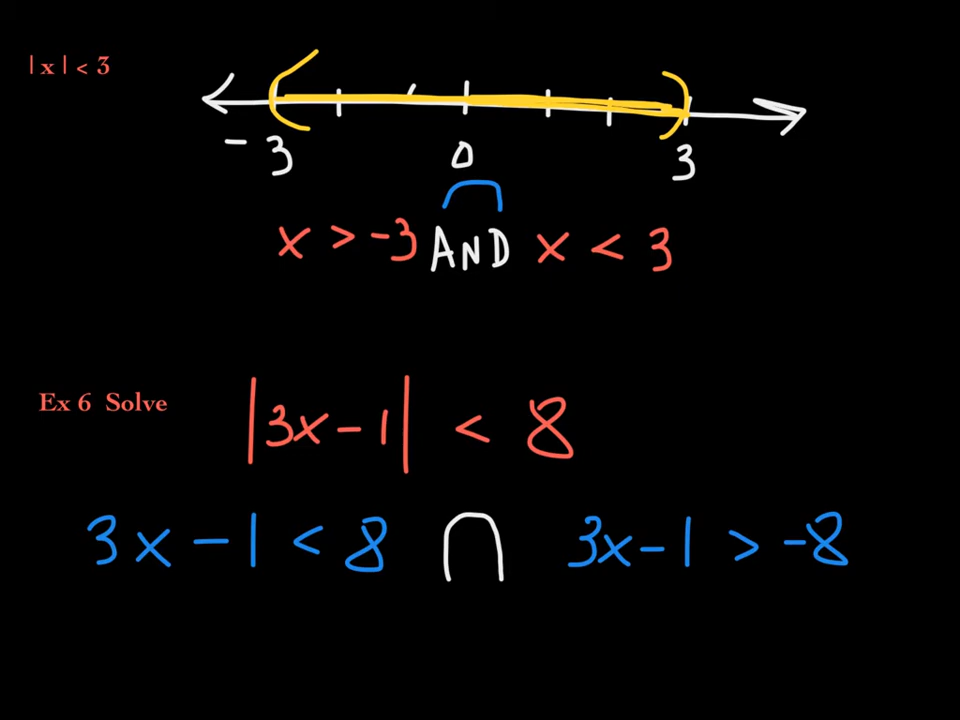 |x| < 3
-3 0 3
x > -3 AND x < 3
Ex 6 Solve |3x-1| < 8
3x-1 < 8 ∩ 3x-1 > -8